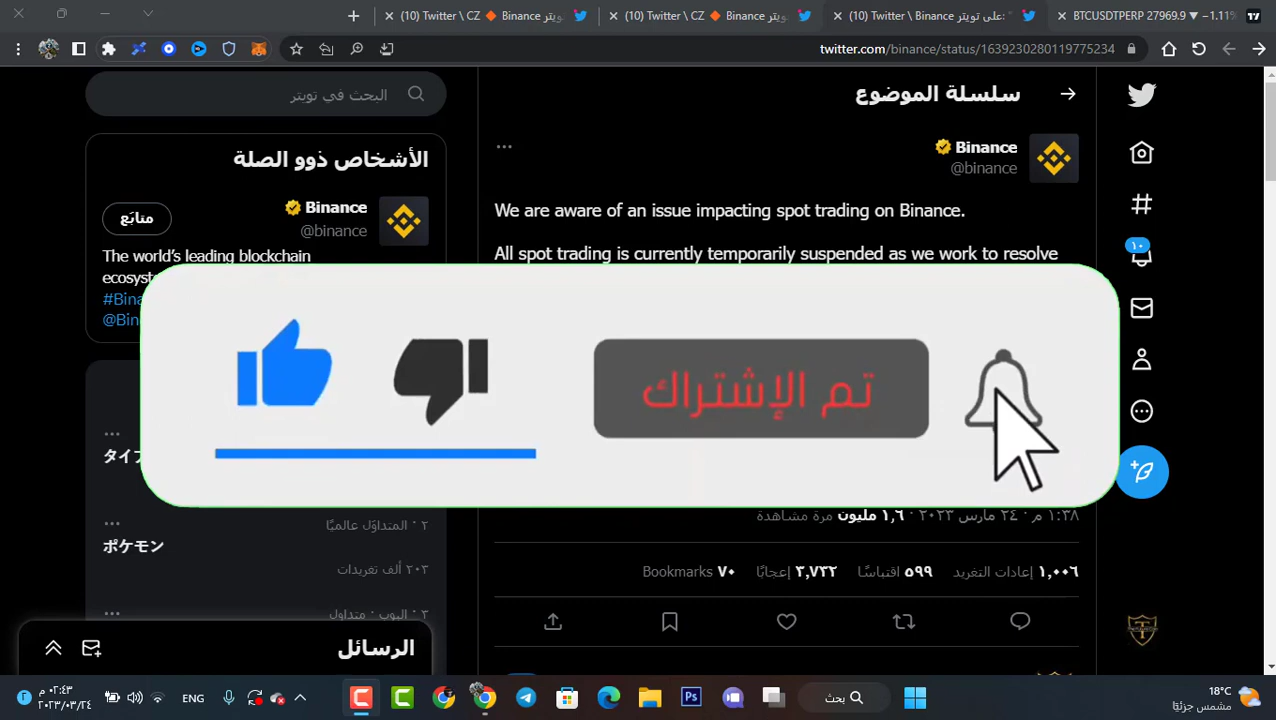 (10) Twitter \ CZ 🔶 Binance تويتر
(10) Twitter \ CZ 🔶 Binance تويتر
(10) Twitter \ Binance على تويتر: "
BTCUSDTPERP 27969.9 ▼ −1.11%
twitter.com/binance/status/1639230280119775234
البحث في تويتر
الأشخاص ذوو الصلة
Binance
@binance
متابَع
The world's leading blockchain
#Bina
@Bin
سلسلة الموضوع
Binance
@binance
We are aware of an issue impacting spot trading on Binance.
All spot trading is currently temporarily suspended as we work to resolve
١٠
تم الإشتراك
١:٣٨ م · ٢٤ مارس ٢٠٢٣ · ١,٦ مليون مرة مشاهدة
١,٠٠٦ إعادات التغريد ٥٩٩ اقتباسًا ٣,٧٣٢ إعجابًا ٧٠ Bookmarks
٢ · المتداوَل عالميًا
ポケモン
٢٠٣ ألف تغريدات
٣ · اليوب · متداول
الرسائل
٠٢:٤٣ م
٢٠٢٣/٠٣/٢٤
ENG
بحث
18°
مشمس جزئيًا